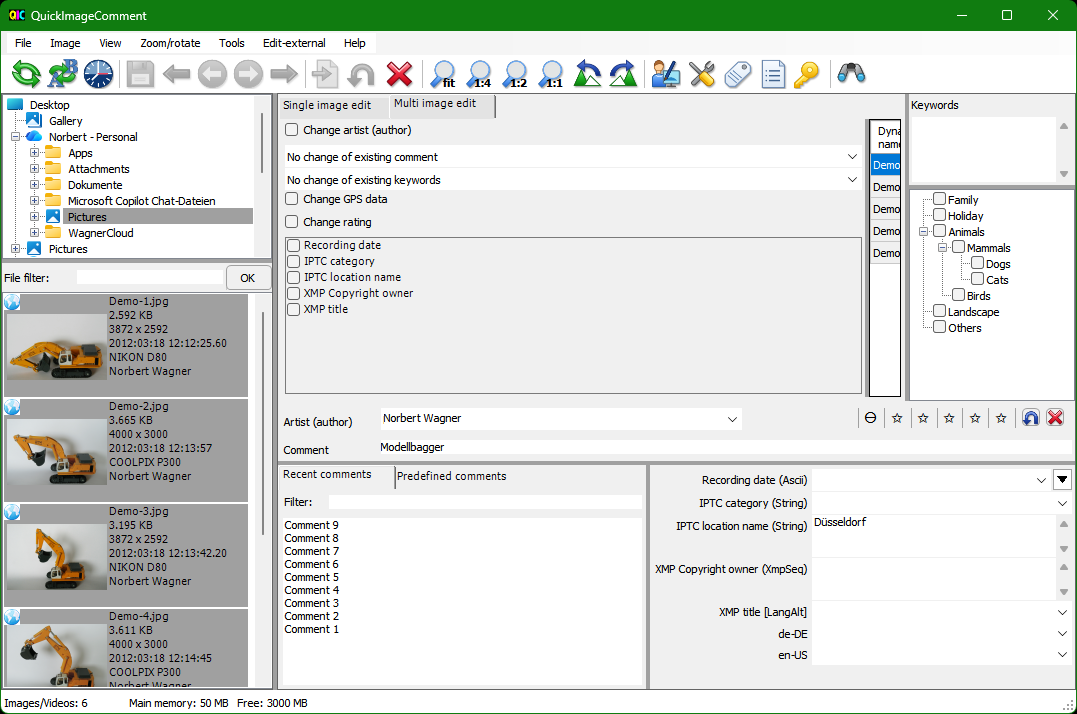 QIC QuickImageComment
File Image View Zoom/rotate Tools Edit-external Help
fit 1:4 1:2 1:1
Desktop
Gallery
Norbert - Personal
Apps
Attachments
Dokumente
Microsoft Copilot Chat-Dateien
Pictures
WagnerCloud
Pictures
File filter: OK
Demo-1.jpg
2.592 KB
3872 x 2592
2012:03:18 12:12:25.60
NIKON D80
Norbert Wagner
Demo-2.jpg
3.665 KB
4000 x 3000
2012:03:18 12:13:57
COOLPIX P300
Norbert Wagner
Demo-3.jpg
3.195 KB
3872 x 2592
2012:03:18 12:13:42.20
NIKON D80
Norbert Wagner
Demo-4.jpg
3.611 KB
4000 x 3000
2012:03:18 12:14:45
COOLPIX P300
Norbert Wagner
Single image edit Multi image edit
Change artist (author)
No change of existing comment
No change of existing keywords
Change GPS data
Change rating
Recording date
IPTC category
IPTC location name
XMP Copyright owner
XMP title
Dyna
name
Demo
Demo
Demo
Demo
Demo
Keywords
Family
Holiday
Animals
Mammals
Dogs
Cats
Birds
Landscape
Others
Artist (author) Norbert Wagner
Comment Modellbagger
Recent comments Predefined comments
Filter:
Comment 9
Comment 8
Comment 7
Comment 6
Comment 5
Comment 4
Comment 3
Comment 2
Comment 1
Recording date (Ascii)
IPTC category (String)
IPTC location name (String) Düsseldorf
XMP Copyright owner (XmpSeq)
XMP title [LangAlt]
de-DE
en-US
Images/Videos: 6 Main memory: 50 MB Free: 3000 MB